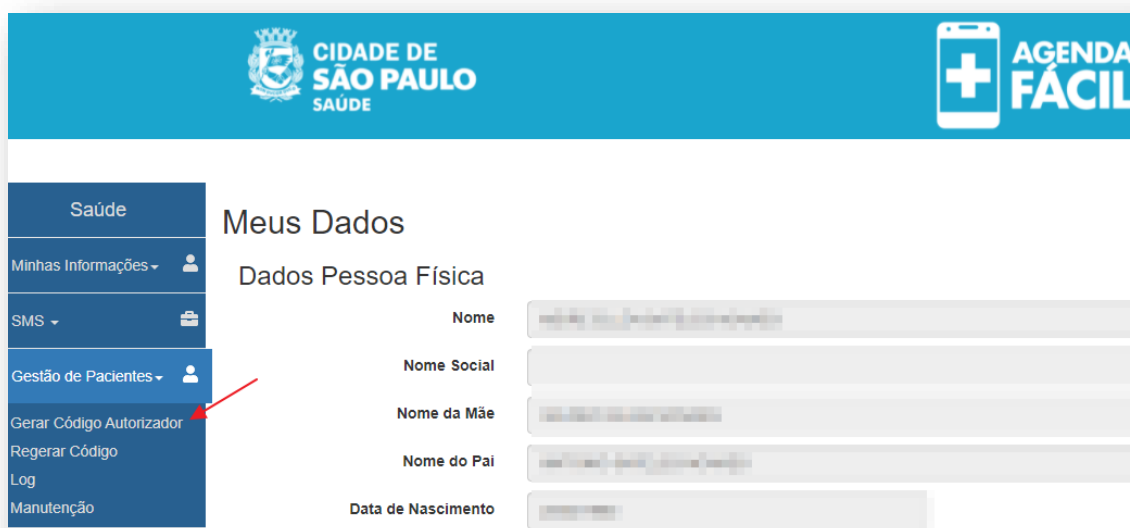 CIDADE DE
SÃO PAULO
SAÚDE
AGENDA
FÁCIL
Saúde
Minhas Informações
SMS
Gestão de Pacientes
Gerar Código Autorizador
Regerar Código
Log
Manutenção
Meus Dados
Dados Pessoa Física
Nome
Nome Social
Nome da Mãe
Nome do Pai
Data de Nascimento